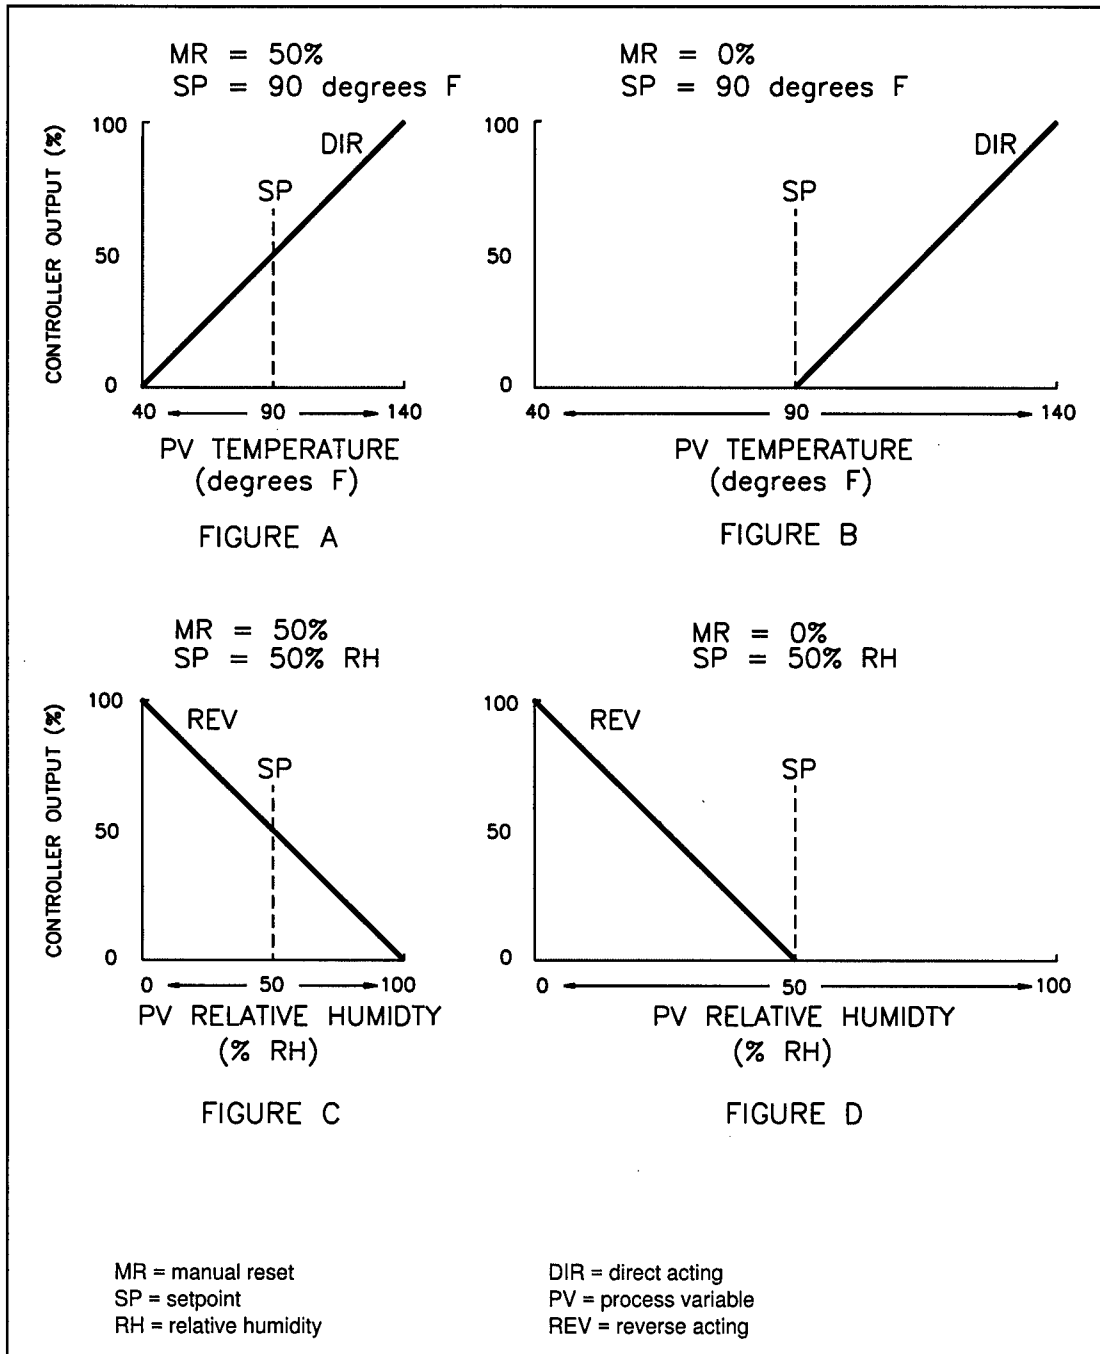 MR = 50%
SP = 90 degrees F
CONTROLLER OUTPUT (%)
100
50
0
DIR
SP
40 90 140
PV TEMPERATURE
(degrees F)
FIGURE A
MR = 0%
SP = 90 degrees F
100
50
0
DIR
SP
40 90 140
PV TEMPERATURE
(degrees F)
FIGURE B
MR = 50%
SP = 50% RH
CONTROLLER OUTPUT (%)
100
50
0
REV
SP
0 50 100
PV RELATIVE HUMIDTY
(% RH)
FIGURE C
MR = 0%
SP = 50% RH
100
50
0
REV
SP
0 50 100
PV RELATIVE HUMIDTY
(% RH)
FIGURE D
MR = manual reset
SP = setpoint
RH = relative humidity
DIR = direct acting
PV = process variable
REV = reverse acting